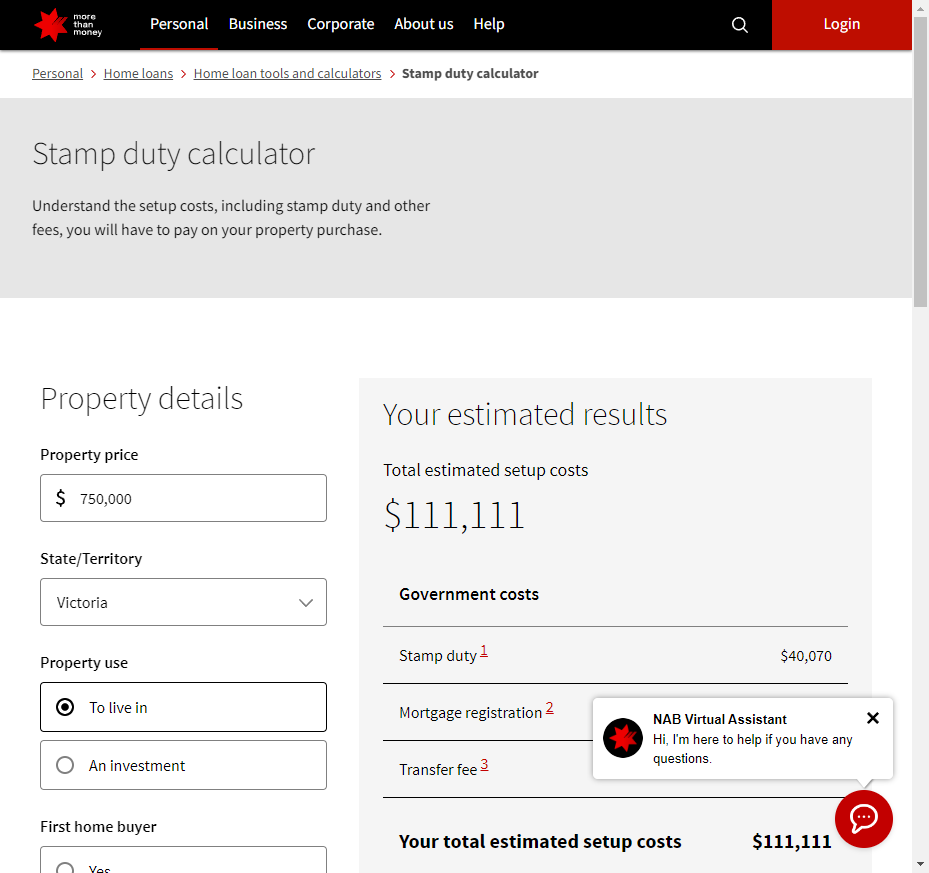 more
than
money
Personal
Business
Corporate
About us
Help
Login
Personal > Home loans > Home loan tools and calculators > Stamp duty calculator
Stamp duty calculator
Understand the setup costs, including stamp duty and other
fees, you will have to pay on your property purchase.
Property details
Property price
$ 750,000
State/Territory
Victoria
Property use
To live in
An investment
First home buyer
Yes
Your estimated results
Total estimated setup costs
$111,111
Government costs
Stamp duty 1 $40,070
Mortgage registration 2
Transfer fee 3
Your total estimated setup costs $111,111
NAB Virtual Assistant
Hi, I'm here to help if you have any
questions.